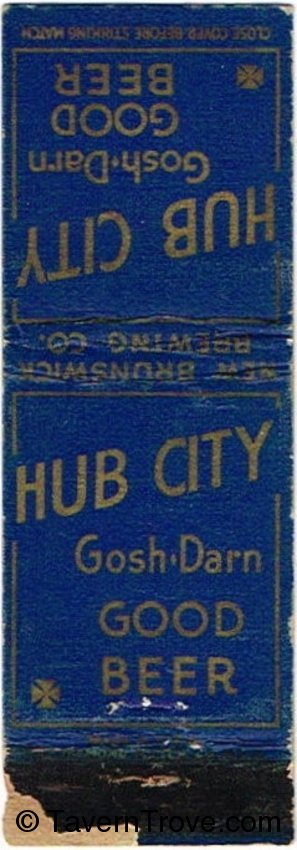 CLOSE COVER BEFORE STRIKING MATCH
HUB CITY
Gosh·Darn
GOOD
BEER
NEW BRUNSWICK
BREWING CO.
HUB CITY
Gosh·Darn
GOOD
BEER
© TavernTrove.com